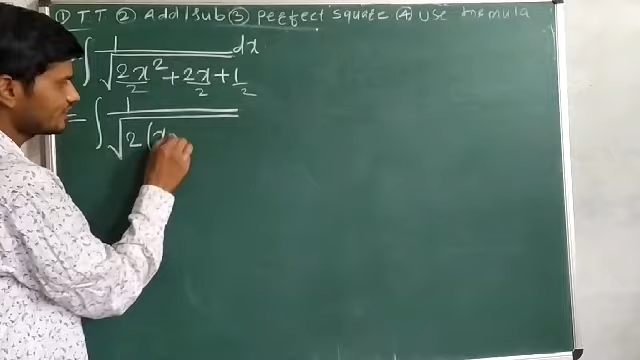 ① T T ② Add/sub ③ perfect square ④ Use formula
∫ 1/√(2x²/2 + 2x/2 + 1/2) dx
= ∫ 1/√2(x